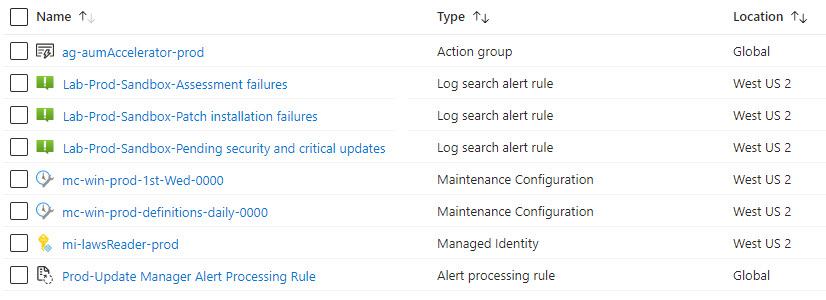 Name Type Location
ag-aumAccelerator-prod Action group Global
Lab-Prod-Sandbox-Assessment failures Log search alert rule West US 2
Lab-Prod-Sandbox-Patch installation failures Log search alert rule West US 2
Lab-Prod-Sandbox-Pending security and critical updates Log search alert rule West US 2
mc-win-prod-1st-Wed-0000 Maintenance Configuration West US 2
mc-win-prod-definitions-daily-0000 Maintenance Configuration West US 2
mi-lawsReader-prod Managed Identity West US 2
Prod-Update Manager Alert Processing Rule Alert processing rule Global